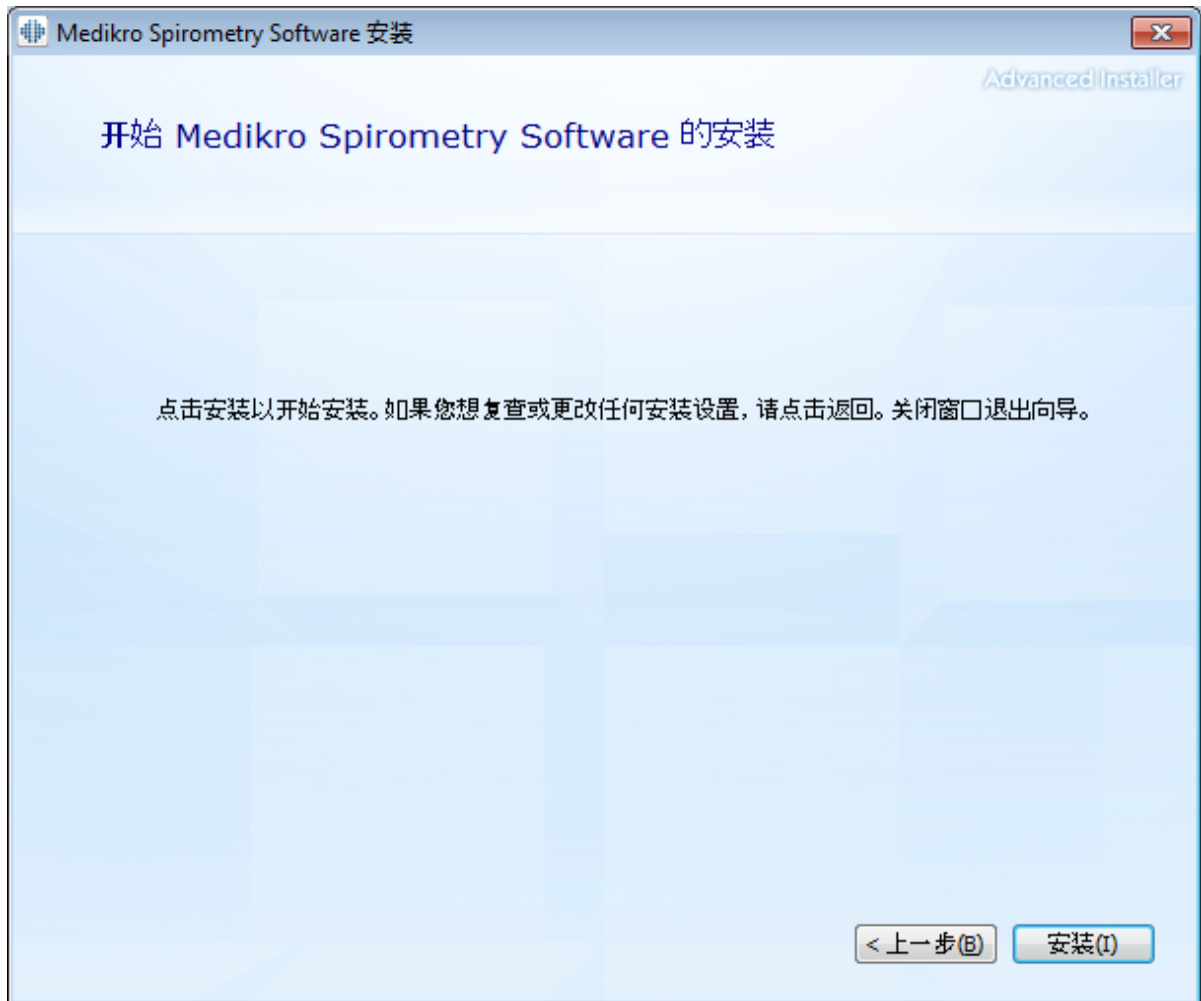 Medikro Spirometry Software 安装
Advanced Installer
开始 Medikro Spirometry Software 的安装
点击安装以开始安装。如果您想复查或更改任何安装设置，请点击返回。关闭窗口退出向导。
<上一步(B)
安装(I)